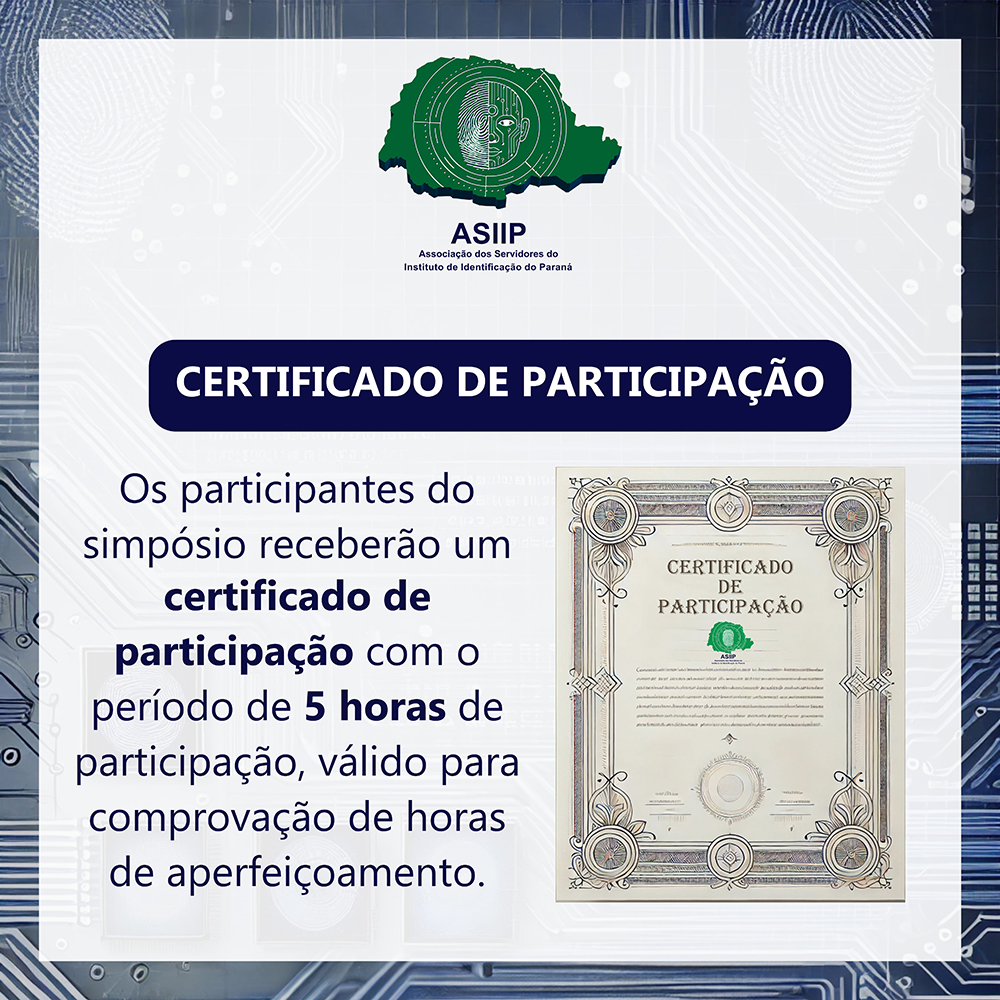 ASIIP
Associação dos Servidores do
Instituto de Identificação do Paraná
CERTIFICADO DE PARTICIPAÇÃO
Os participantes do
simpósio receberão um
certificado de
participação com o
período de 5 horas de
participação, válido para
comprovação de horas
de aperfeiçoamento.
CERTIFICADO
DE
PARTICIPAÇÃO
ASIIP